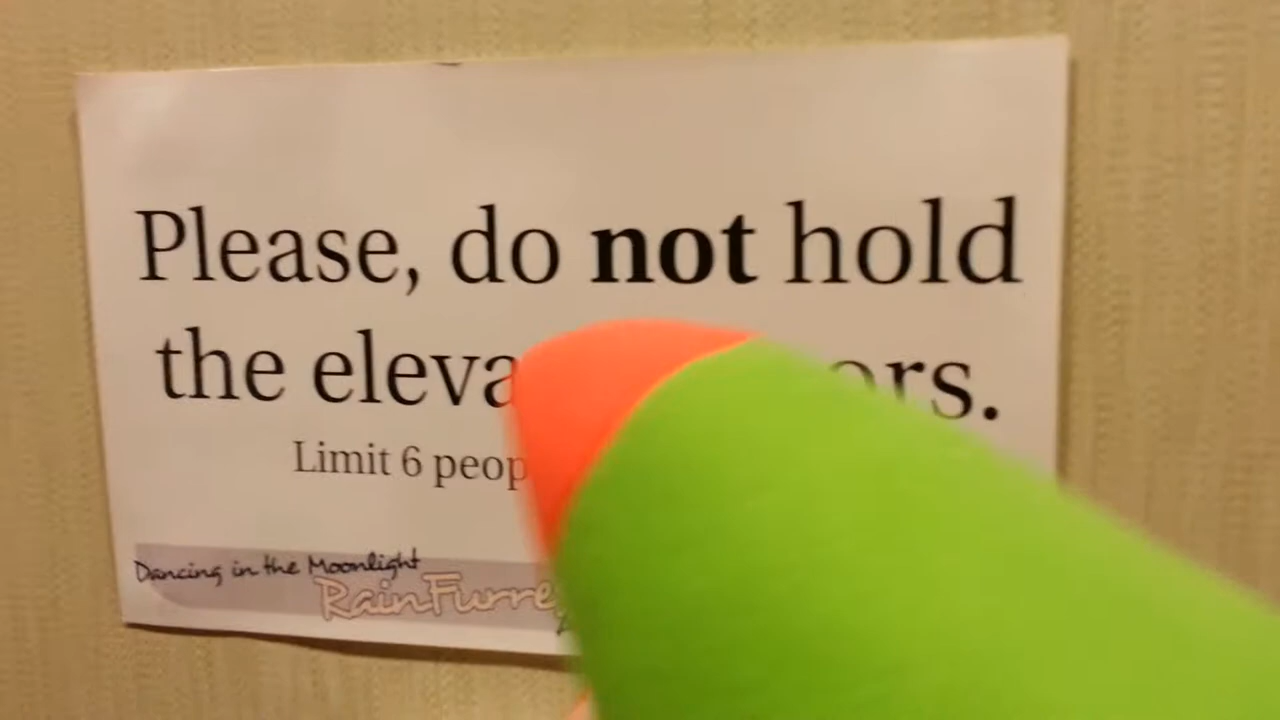 Please, do not hold
the eleva ors.
Limit 6 peop
Dancing in the Moonlight
RainFurre